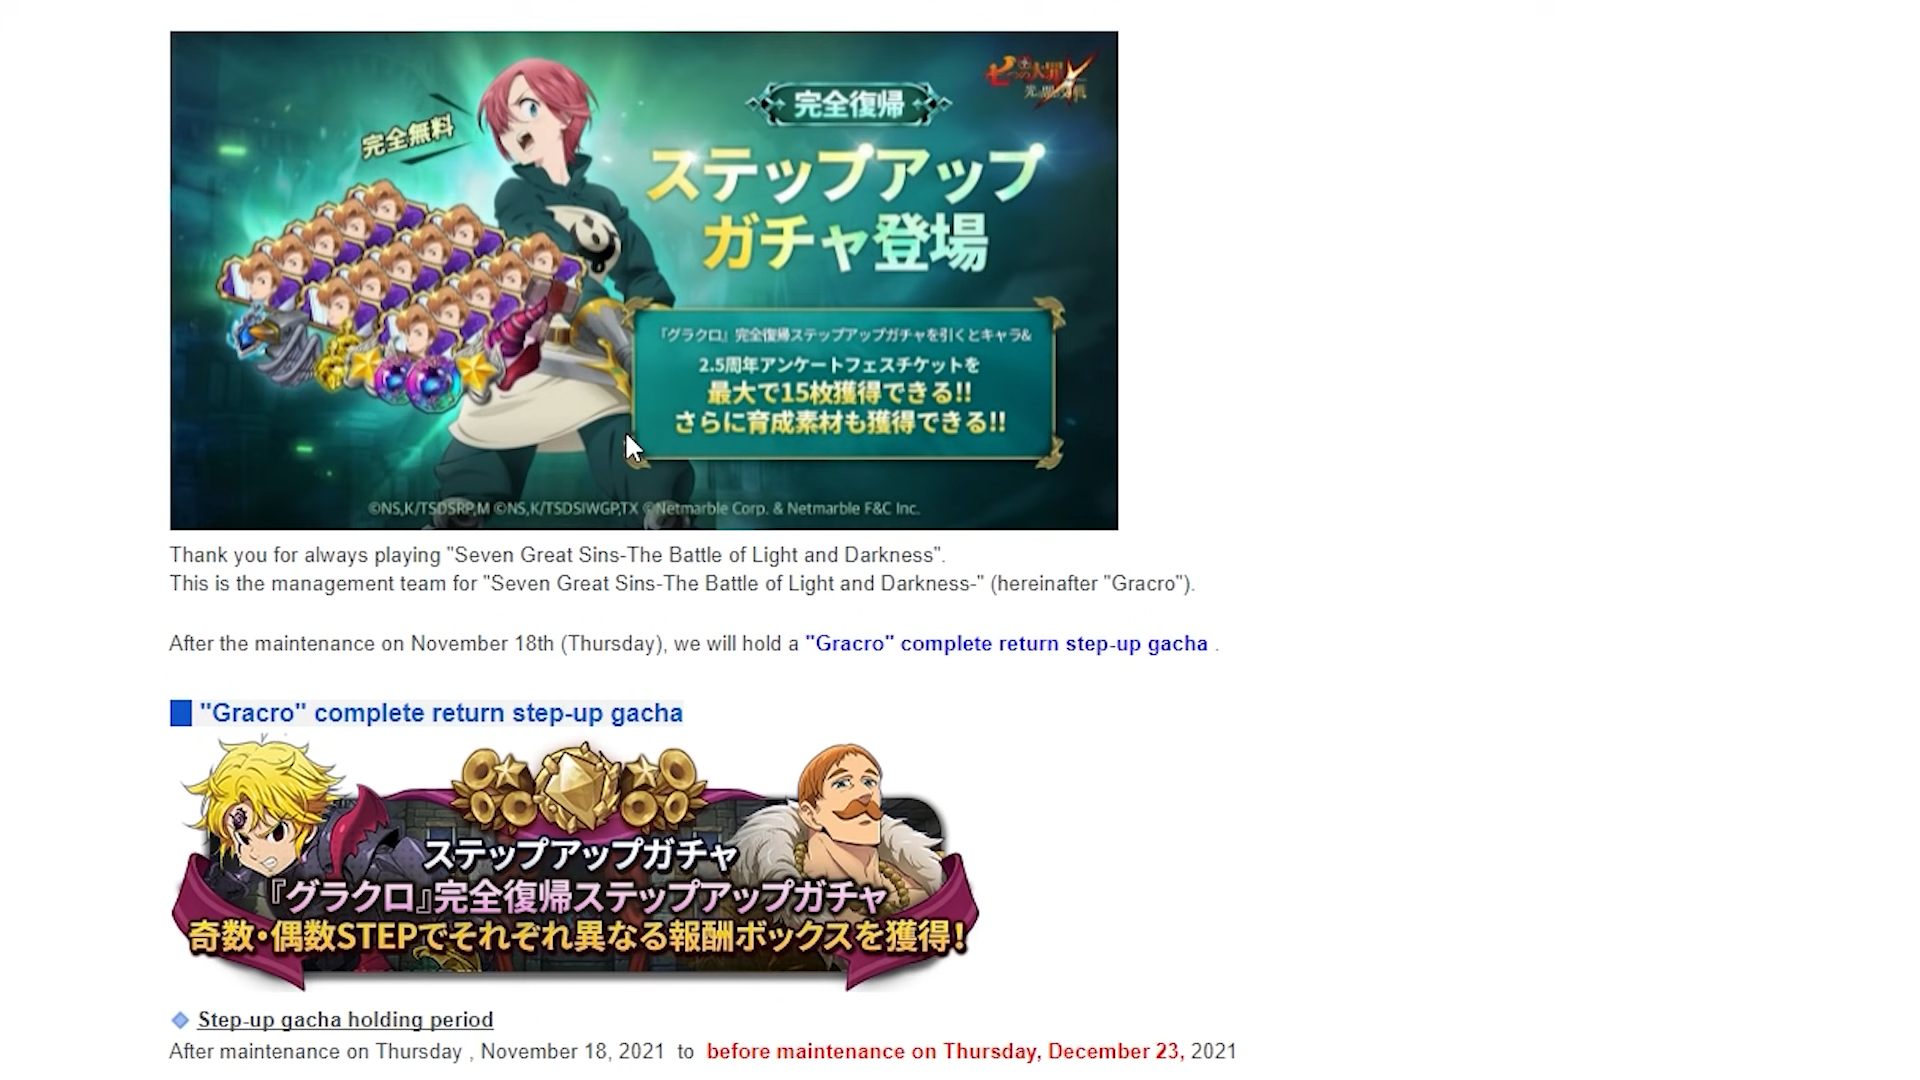 完全無料
完全復帰
七つの大罪
光と闇の交戦
ステップアップ
ガチャ登場
『グラクロ』完全復帰ステップアップガチャを引くとキャラ&
2.5周年アンケートフェスチケットを
最大で15枚獲得できる!!
さらに育成素材も獲得できる!!
©NS,K/TSDSRP,M ©NS,K/TSDSIWGP,TX ©Netmarble Corp. & Netmarble F&C Inc.
Thank you for always playing "Seven Great Sins-The Battle of Light and Darkness".
This is the management team for "Seven Great Sins-The Battle of Light and Darkness-" (hereinafter "Gracro").
After the maintenance on November 18th (Thursday), we will hold a "Gracro" complete return step-up gacha .
"Gracro" complete return step-up gacha
ステップアップガチャ
『グラクロ』完全復帰ステップアップガチャ
奇数・偶数STEPでそれぞれ異なる報酬ボックスを獲得!
Step-up gacha holding period
After maintenance on Thursday , November 18, 2021 to before maintenance on Thursday, December 23, 2021